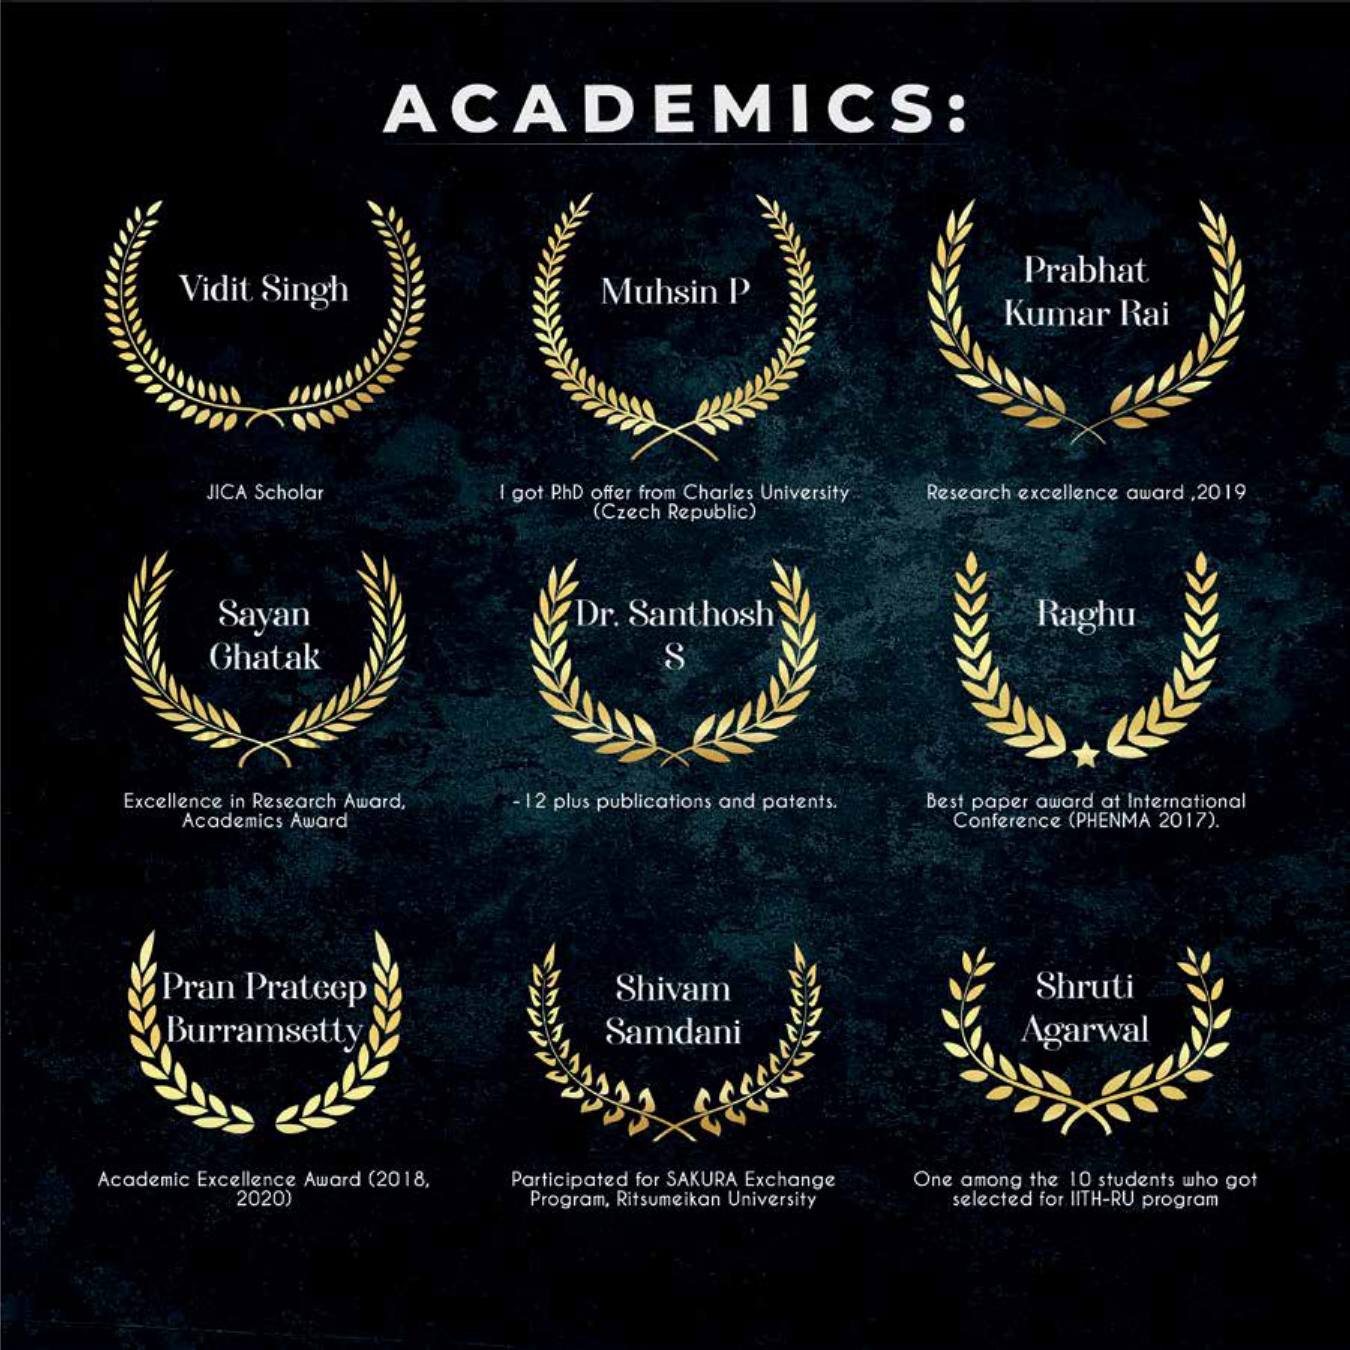 ACADEMICS:
Vidit Singh
JICA Scholar
Muhsin P
I got P.hD offer from Charles University
(Czech Republic)
Prabhat
Kumar Rai
Research excellence award ,2019
Sayan
Ghatak
Excellence in Research Award,
Academics Award
Dr. Santhosh
S
-12 plus publications and patents.
Raghu
Best paper award at International
Conference (PHENMA 2017).
Pran Prateep
Burramsetty
Academic Excellence Award (2018,
2020)
Shivam
Samdani
Participated for SAKURA Exchange
Program, Ritsumeikan University
Shruti
Agarwal
One among the 10 students who got
selected for IITH-RU program